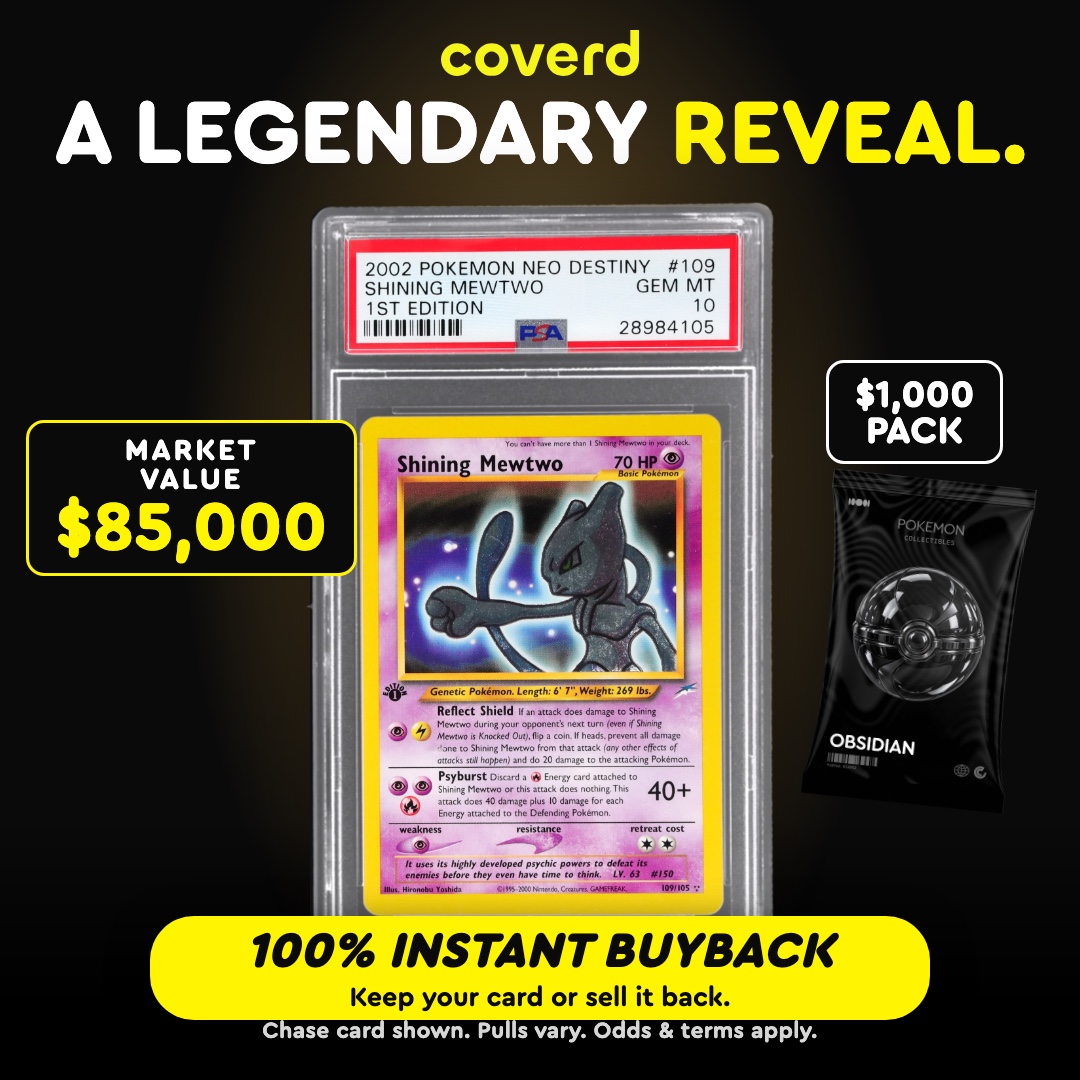 coverd
A LEGENDARY REVEAL.
2002 POKEMON NEO DESTINY #109
SHINING MEWTWO GEM MT
1ST EDITION 10
PSA 28984105
$1,000
PACK
MARKET
VALUE
$85,000
You can't have more than 1 Shining Mewtwo in your deck.
Shining Mewtwo 70 HP
Basic Pokémon
POKEMON
COLLECTIBLES
OBSIDIAN
EDITION
1
Genetic Pokémon. Length: 6' 7", Weight: 269 lbs.
Reflect Shield If an attack does damage to Shining
Mewtwo during your opponent's next turn (even if Shining
Mewtwo is Knocked Out), flip a coin. If heads, prevent all damage
done to Shining Mewtwo from that attack (any other effects of
attacks still happen) and do 20 damage to the attacking Pokémon.
Psyburst Discard a Energy card attached to
Shining Mewtwo or this attack does nothing. This
attack does 40 damage plus 10 damage for each
Energy attached to the Defending Pokémon.
40+
weakness resistance retreat cost
It uses its highly developed psychic powers to defeat its
enemies before they even have time to think. LV. 63 #150
Illus. Hironobu Yoshida ©1995-2000 Nintendo, Creatures, GAMEFREAK. 109/105
100% INSTANT BUYBACK
Keep your card or sell it back.
Chase card shown. Pulls vary. Odds & terms apply.